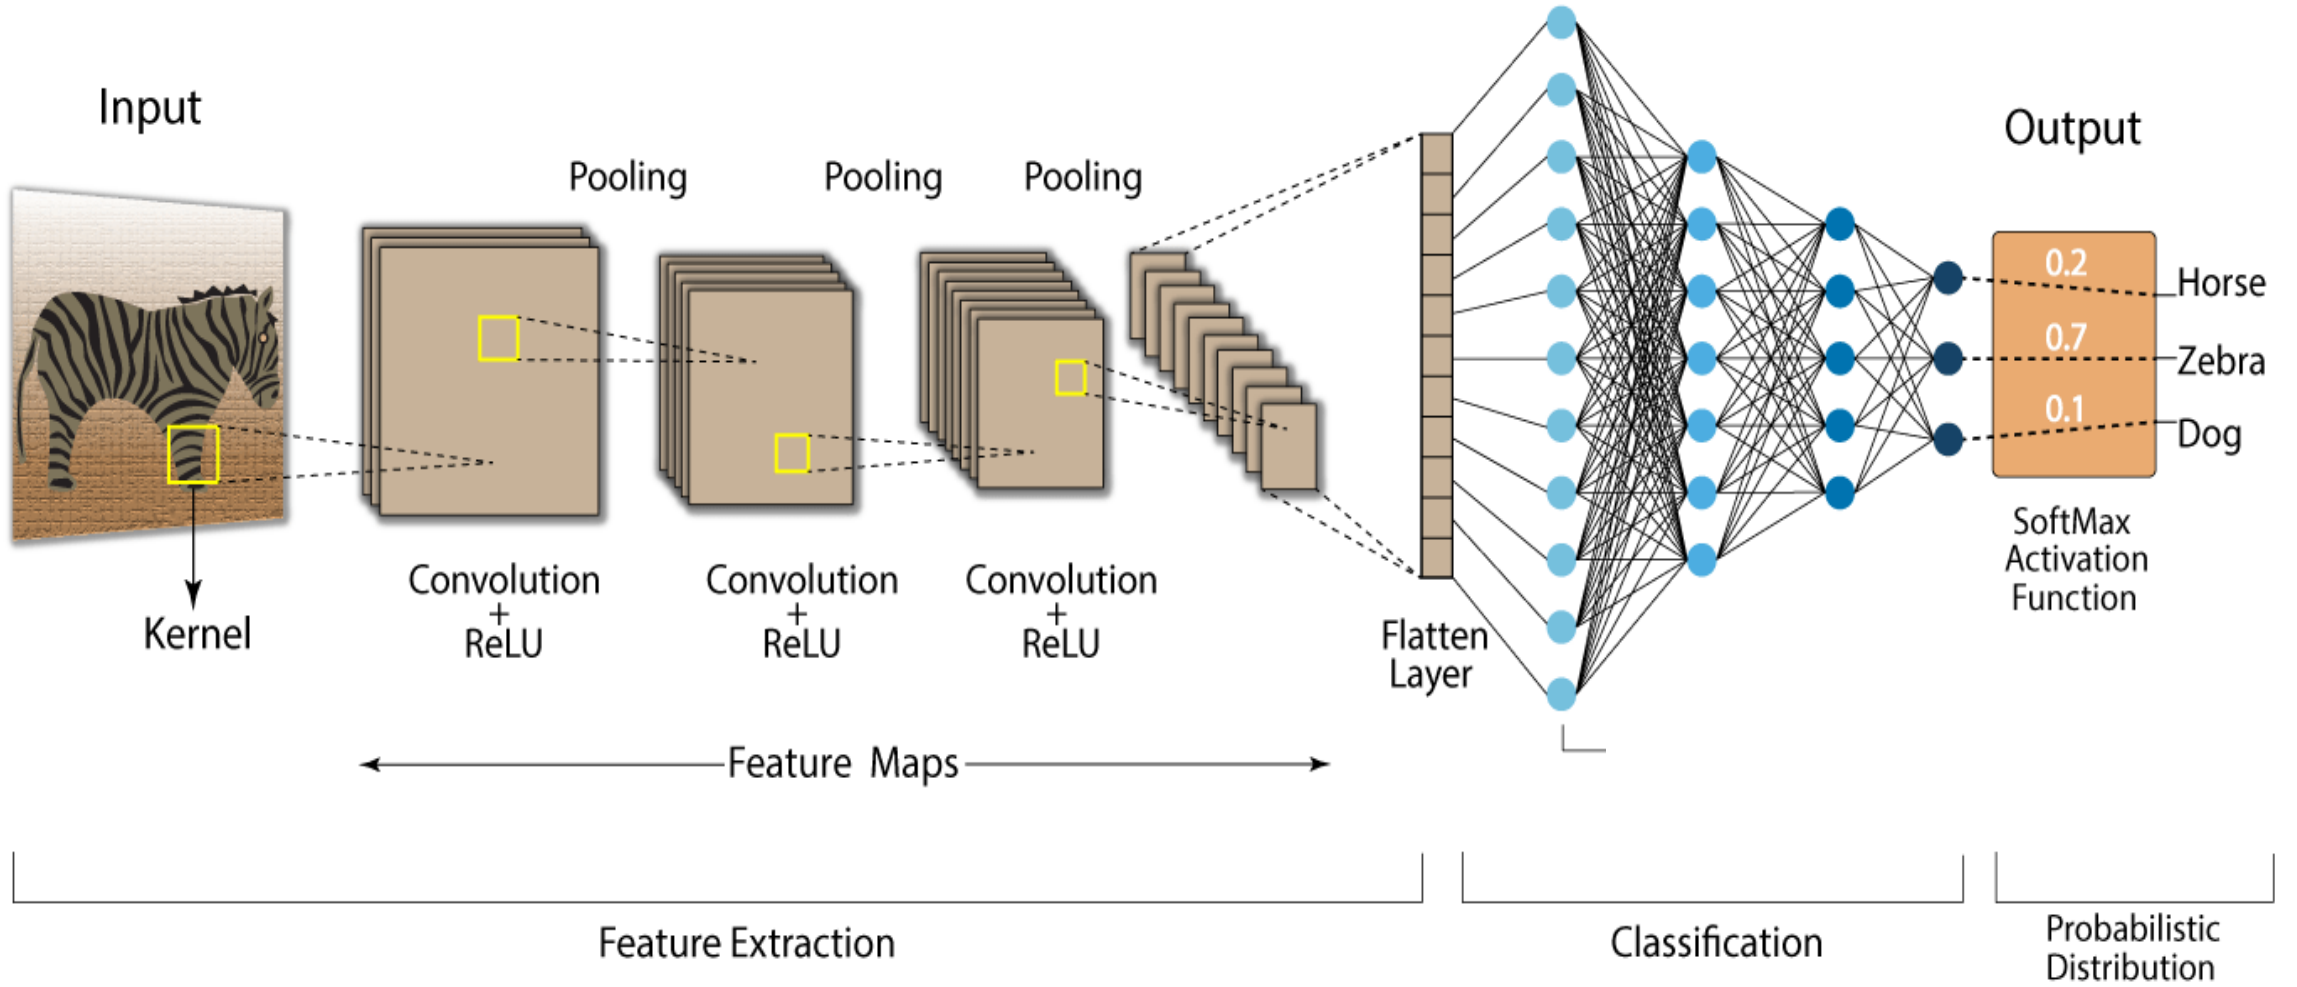 Input
Pooling
Pooling
Pooling
Output
0.2
Horse
0.7
Zebra
0.1
Dog
SoftMax
Activation
Function
Kernel
Convolution
+
ReLU
Convolution
+
ReLU
Convolution
+
ReLU
Flatten
Layer
Feature Maps
Feature Extraction
Classification
Probabilistic
Distribution